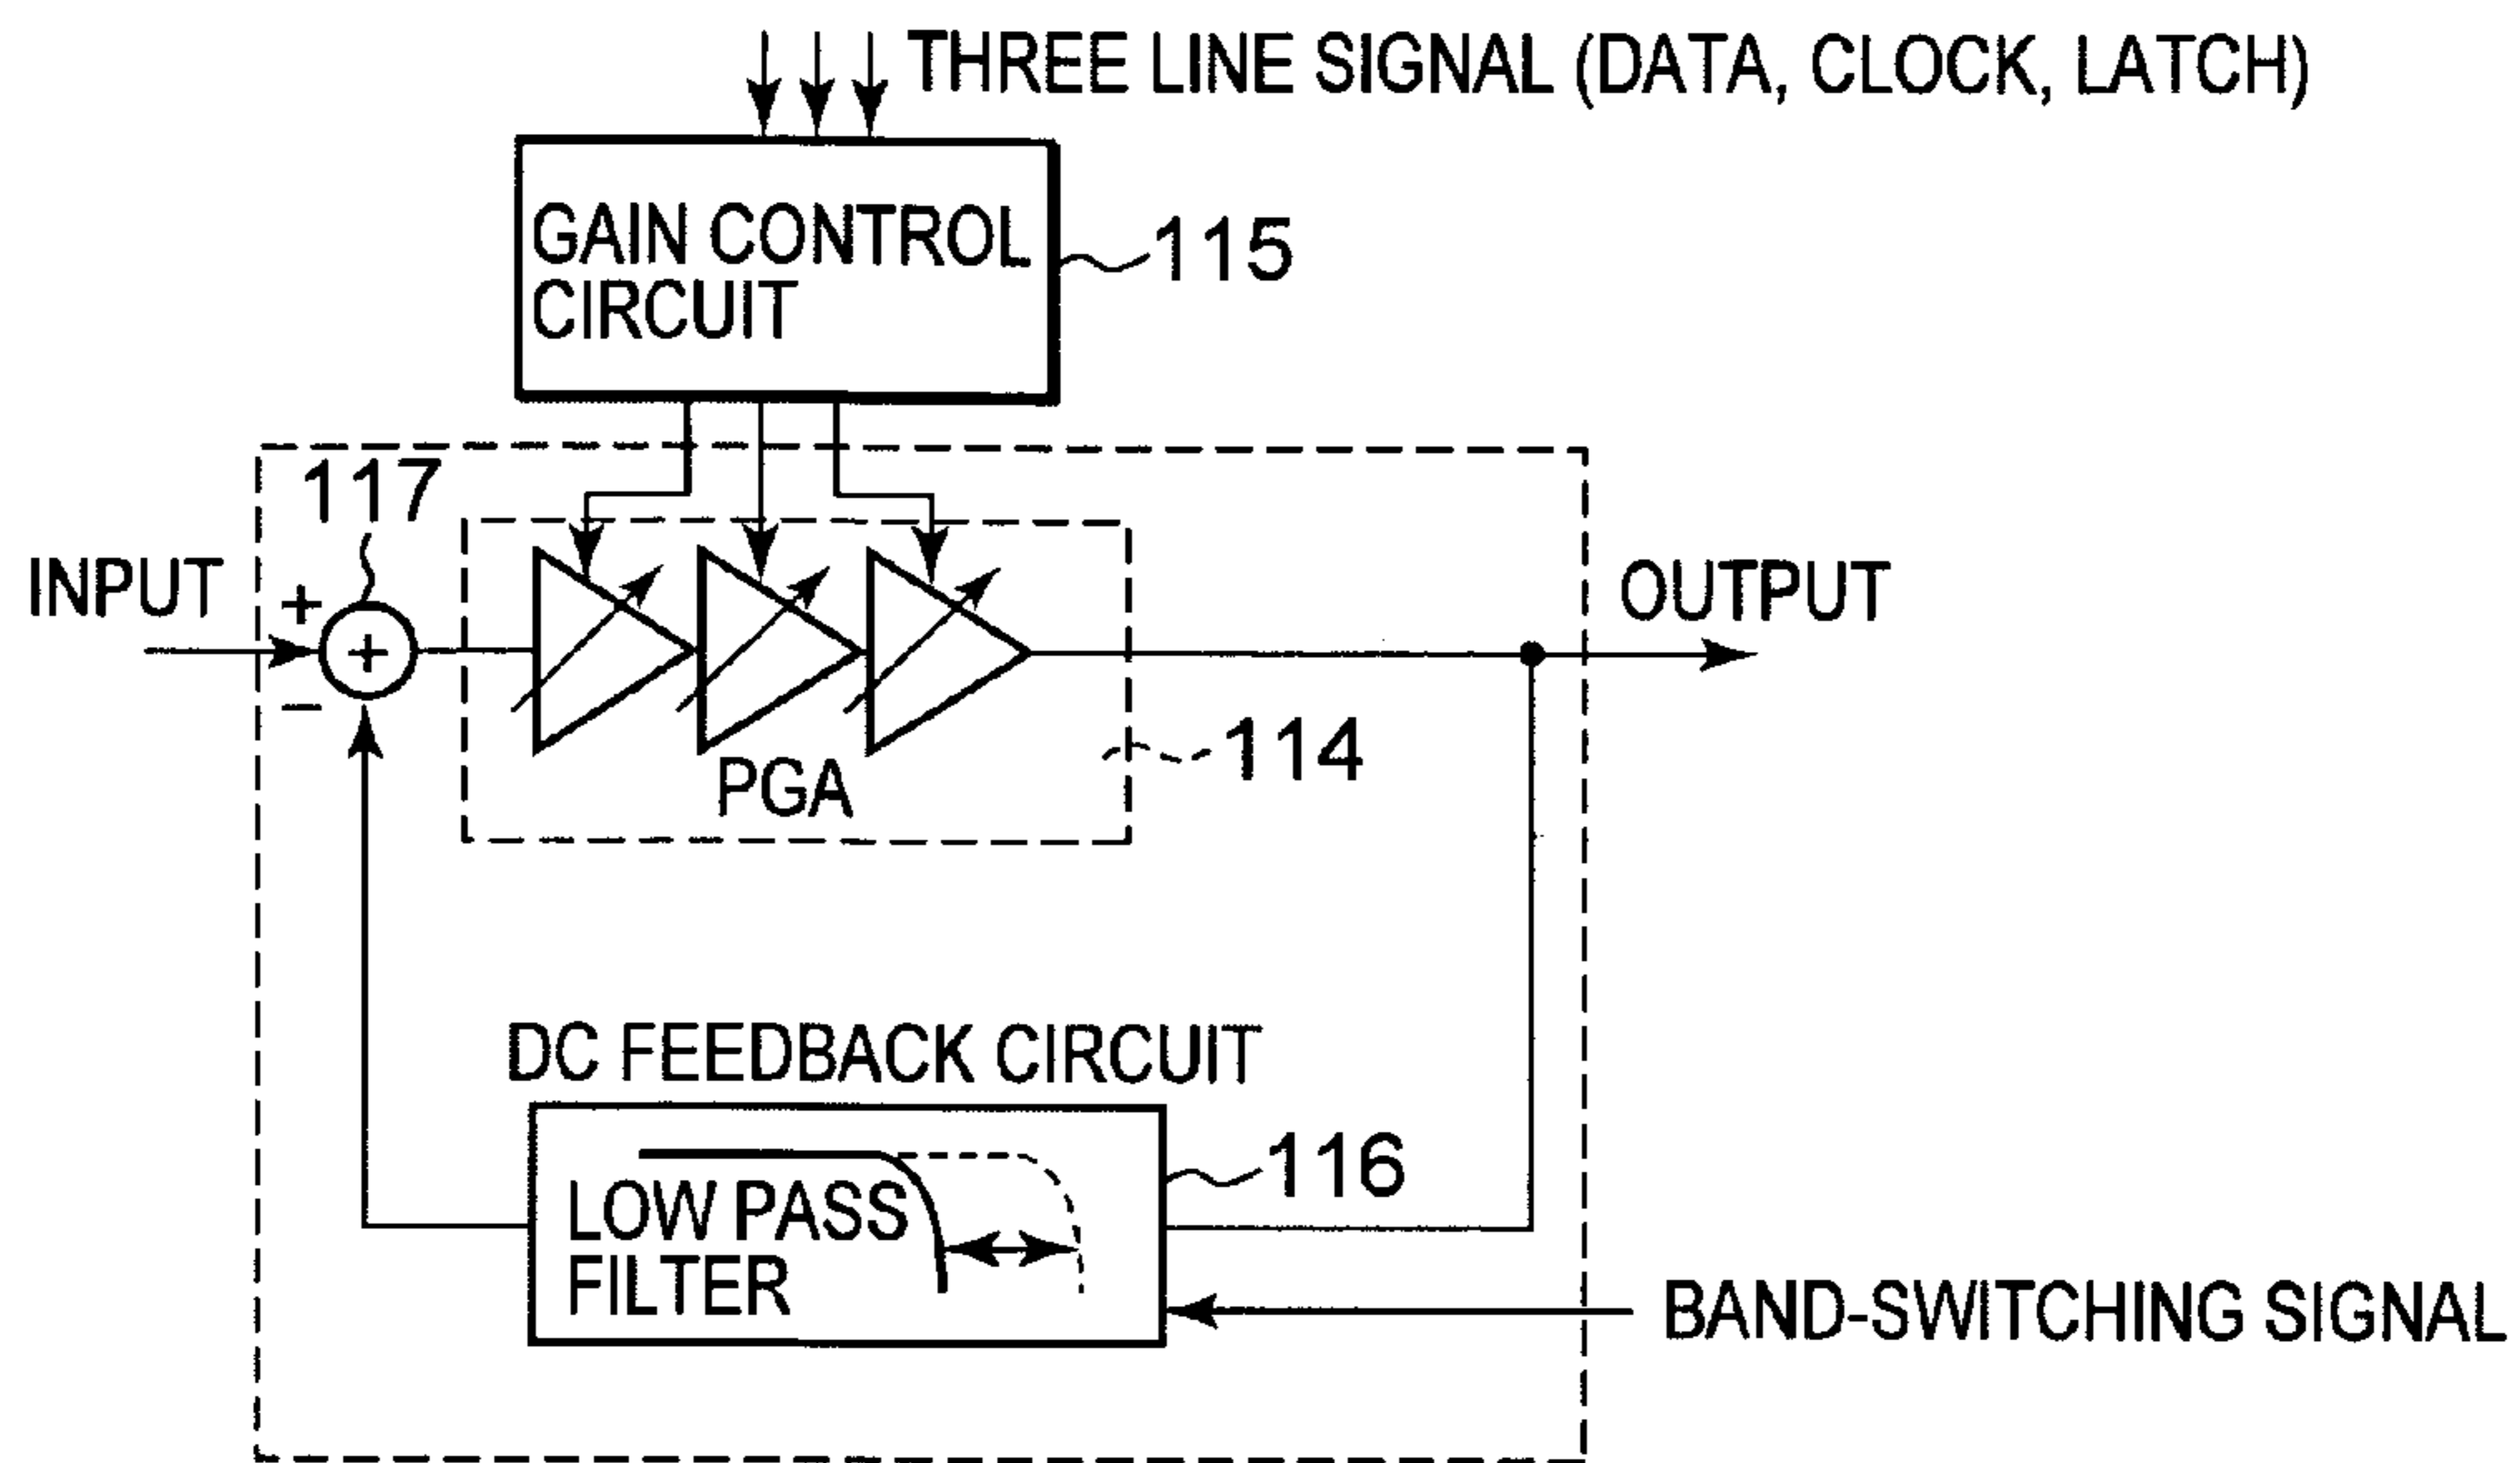 THREE LINE SIGNAL (DATA, CLOCK, LATCH)
GAIN CONTROL
CIRCUIT
115
117
INPUT
+
+
−
OUTPUT
114
PGA
DC FEEDBACK CIRCUIT
116
LOW PASS
FILTER
BAND-SWITCHING SIGNAL